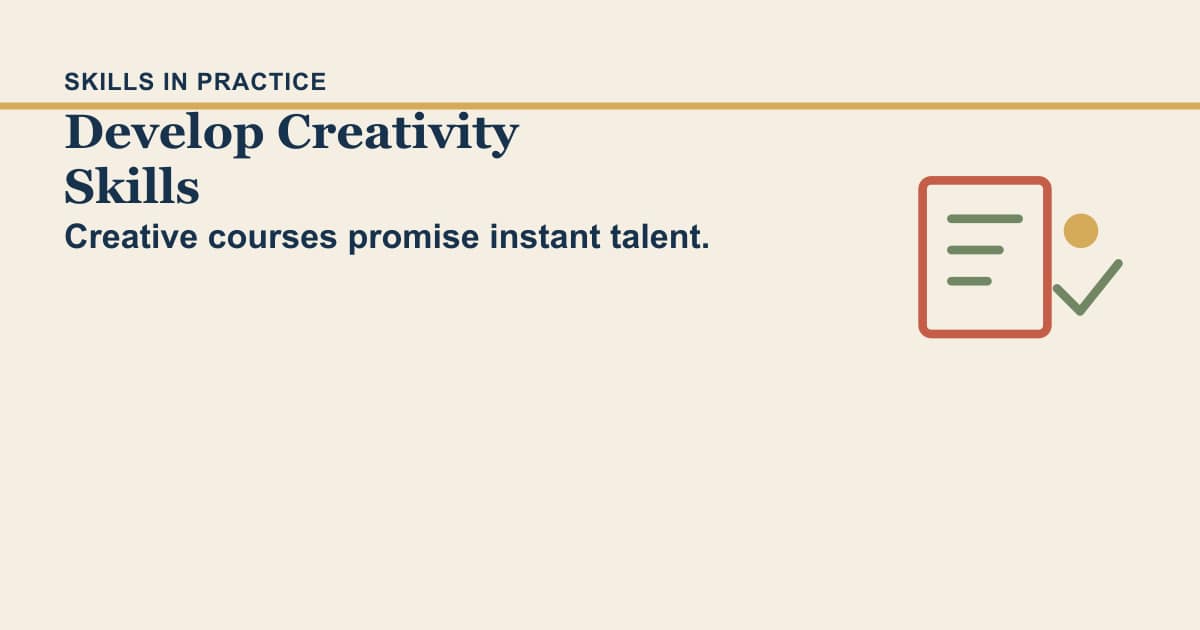 SKILLS IN PRACTICE
Develop Creativity
Skills
Creative courses promise instant talent.